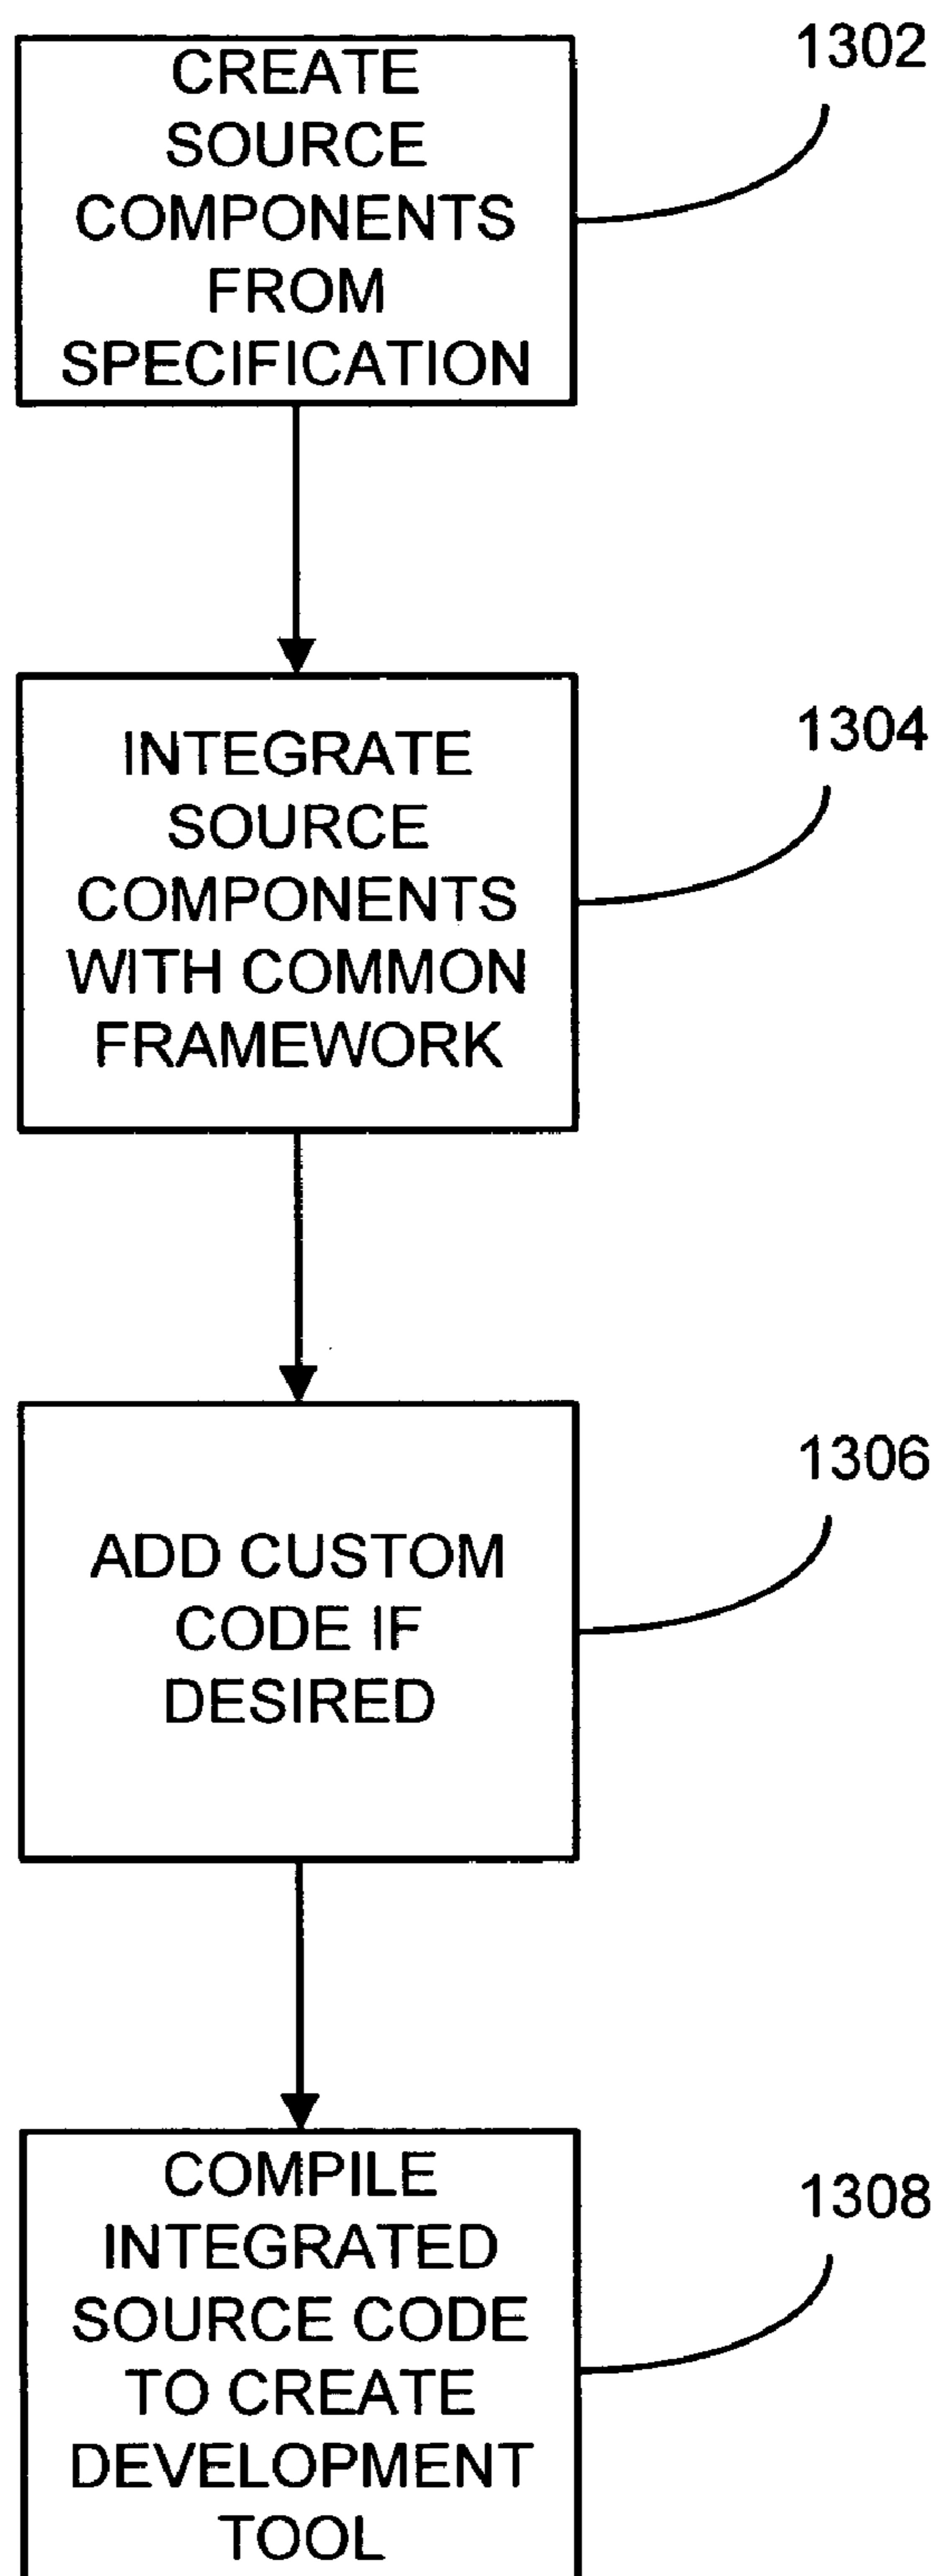 CREATE
SOURCE
COMPONENTS
FROM
SPECIFICATION
1302
INTEGRATE
SOURCE
COMPONENTS
WITH COMMON
FRAMEWORK
1304
ADD CUSTOM
CODE IF
DESIRED
1306
COMPILE
INTEGRATED
SOURCE CODE
TO CREATE
DEVELOPMENT
TOOL
1308